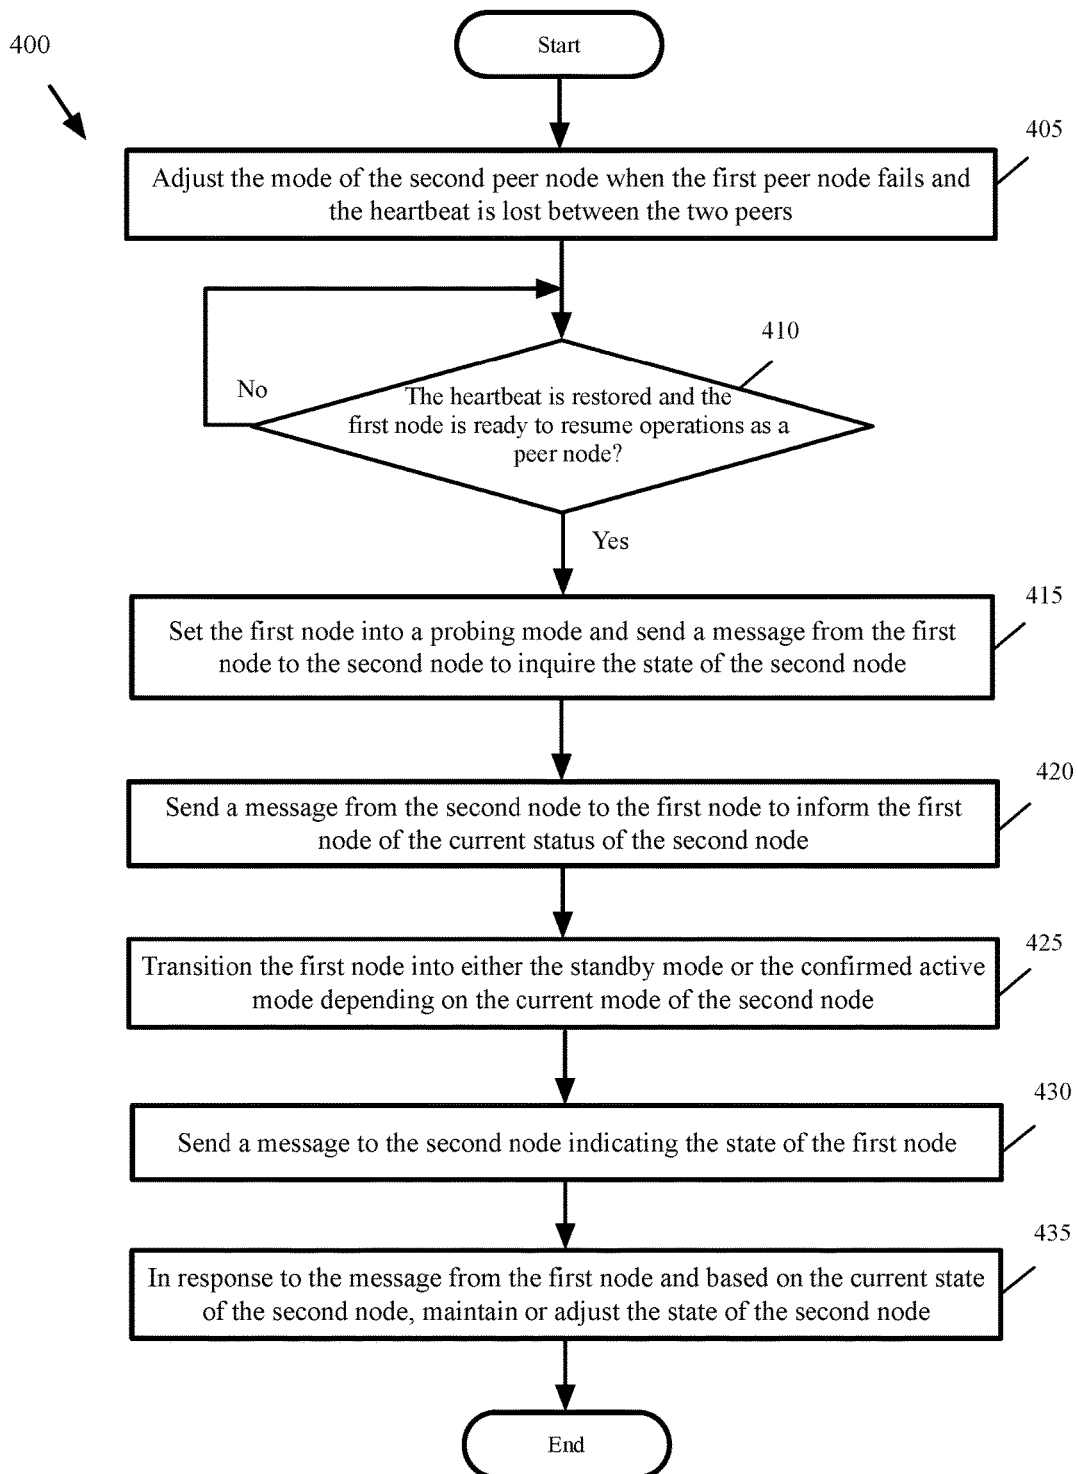 400
Start
405
Adjust the mode of the second peer node when the first peer node fails and
the heartbeat is lost between the two peers
410
No
The heartbeat is restored and the
first node is ready to resume operations as a
peer node?
Yes
415
Set the first node into a probing mode and send a message from the first
node to the second node to inquire the state of the second node
420
Send a message from the second node to the first node to inform the first
node of the current status of the second node
425
Transition the first node into either the standby mode or the confirmed active
mode depending on the current mode of the second node
430
Send a message to the second node indicating the state of the first node
435
In response to the message from the first node and based on the current state
of the second node, maintain or adjust the state of the second node
End